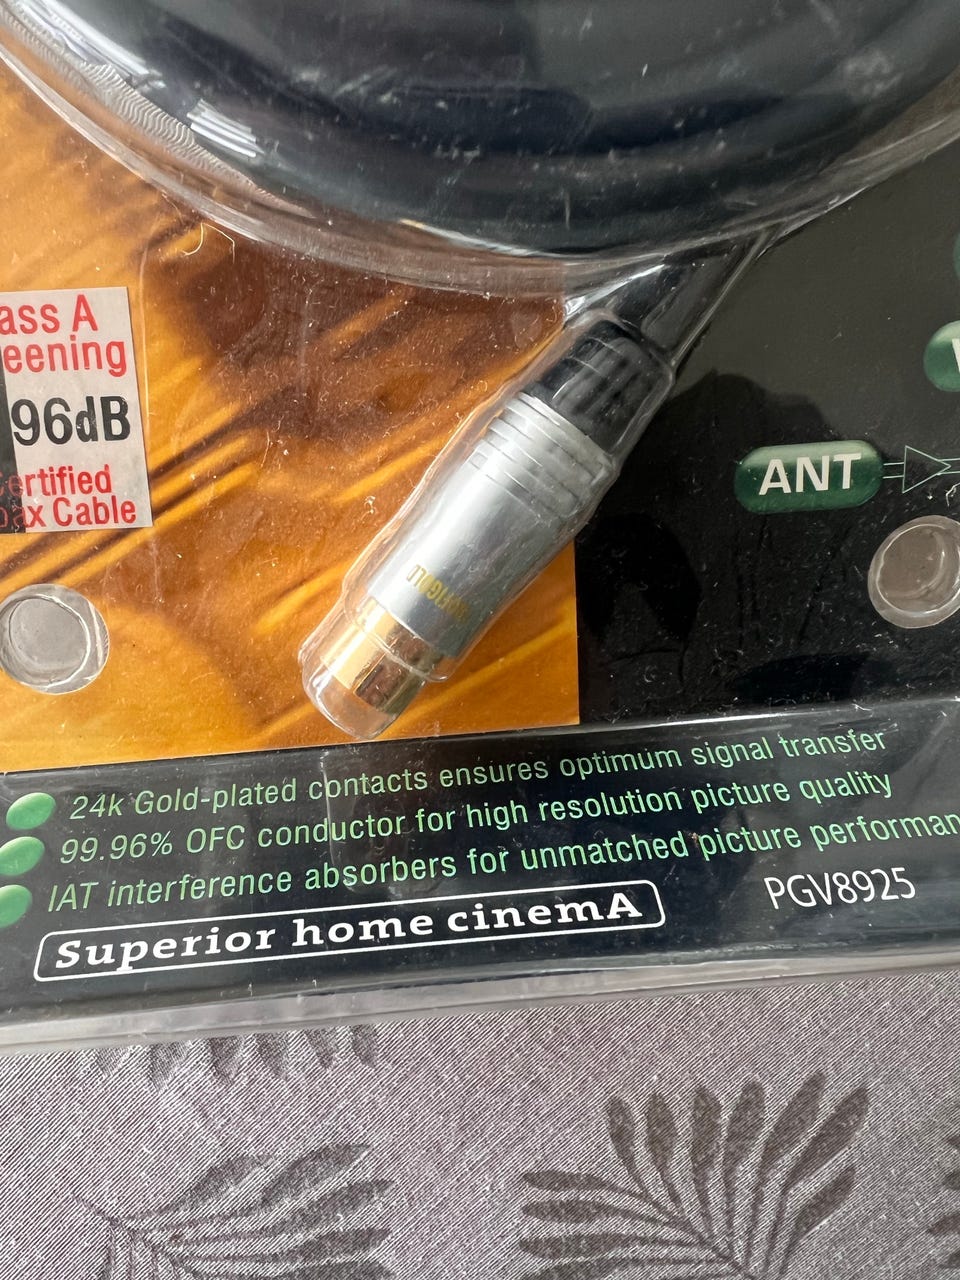 ass A
eening
96dB
ertified
ax Cable
ANT
24k Gold-plated contacts ensures optimum signal transfer
99.96% OFC conductor for high resolution picture quality
IAT interference absorbers for unmatched picture performan
Superior home cinemA
PGV8925